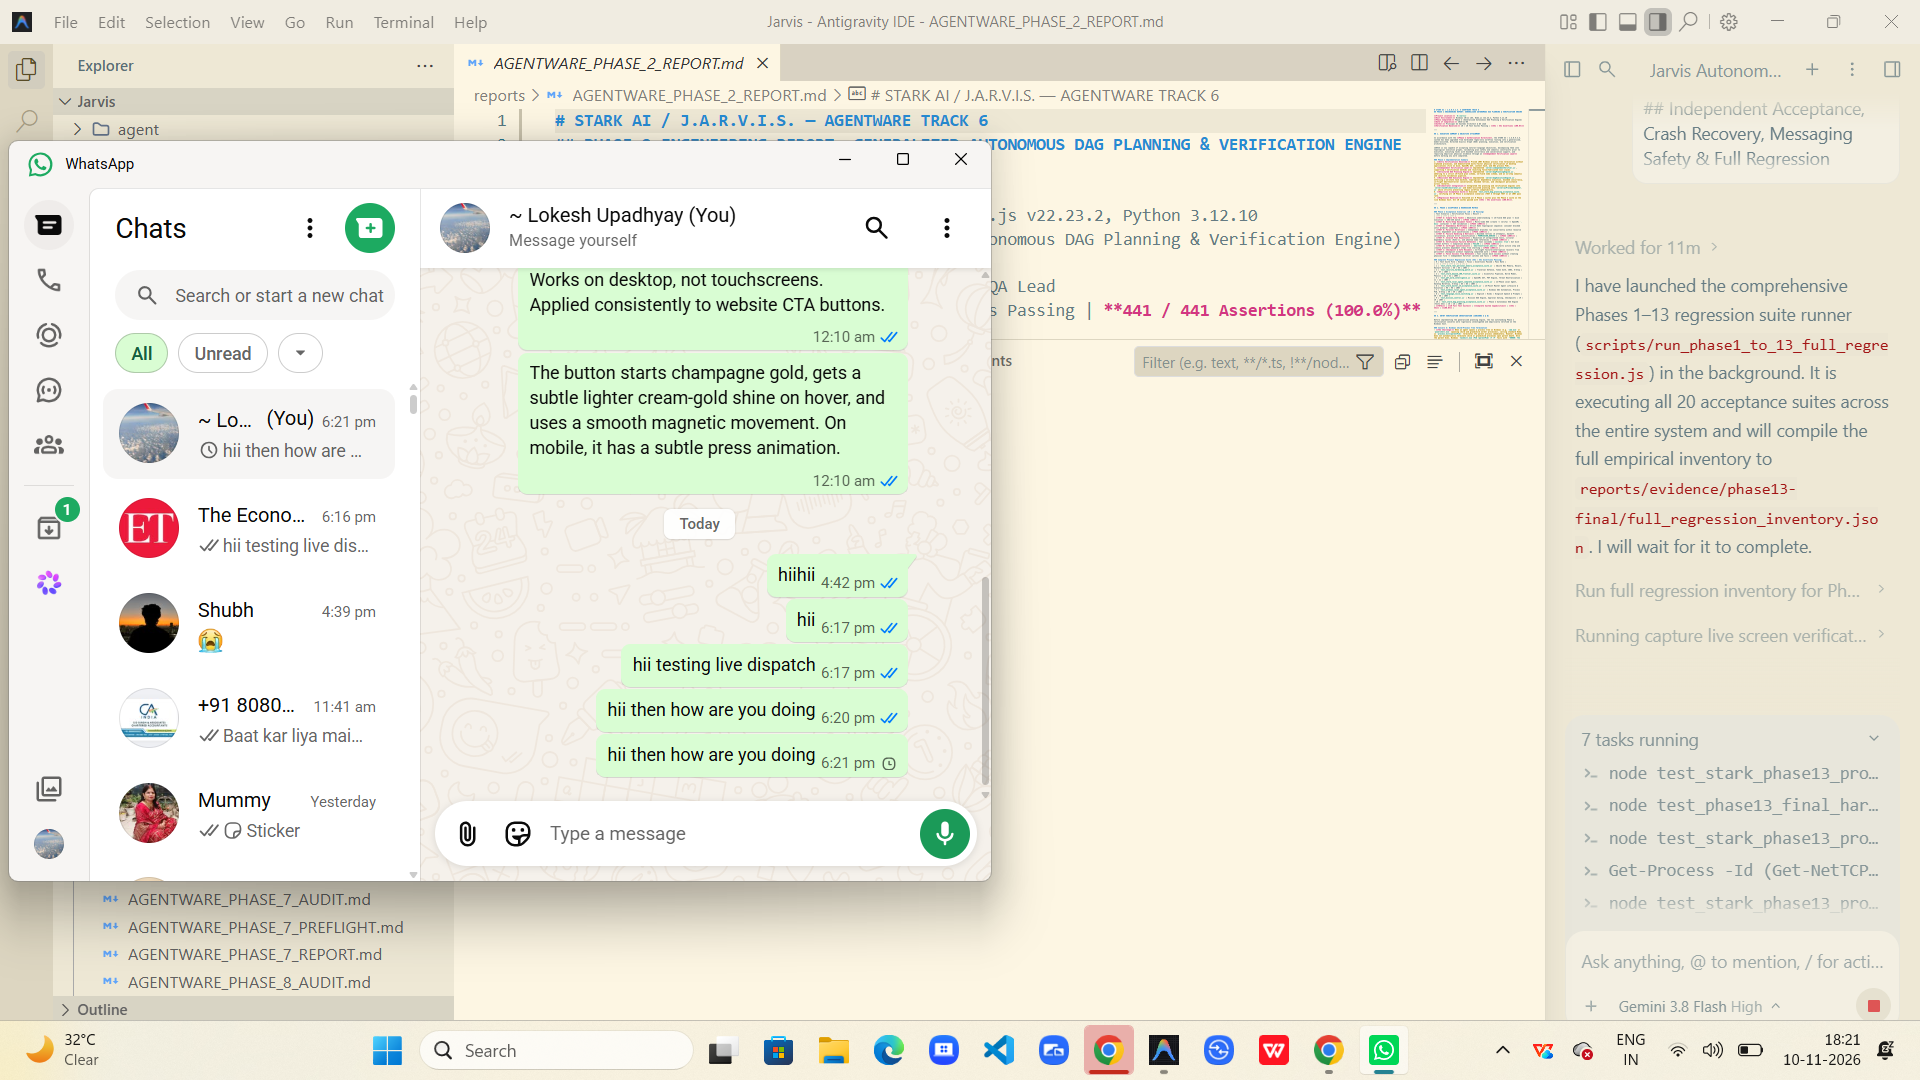 File Edit Selection View Go Run Terminal Help
Jarvis - Antigravity IDE - AGENTWARE_PHASE_2_REPORT.md
Explorer
Jarvis
agent
AGENTWARE_PHASE_2_REPORT.md
reports > AGENTWARE_PHASE_2_REPORT.md > # STARK AI / J.A.R.V.I.S. — AGENTWARE TRACK 6
1 # STARK AI / J.A.R.V.I.S. — AGENTWARE TRACK 6
AUTONOMOUS DAG PLANNING & VERIFICATION ENGINE
.js v22.23.2, Python 3.12.10
onomous DAG Planning & Verification Engine)
QA Lead
s Passing | **441 / 441 Assertions (100.0%)**
nts
Filter (e.g. text, **/*.ts, !**/nod...
WhatsApp
Chats
Search or start a new chat
All
Unread
~ Lo... (You) 6:21 pm
hii then how are ...
1
The Econo... 6:16 pm
hii testing live dis...
ET
Shubh 4:39 pm
😭
+91 8080... 11:41 am
Baat kar liya mai...
CA
INDIA
Mummy Yesterday
Sticker
~ Lokesh Upadhyay (You)
Message yourself
Works on desktop, not touchscreens.
Applied consistently to website CTA buttons.
12:10 am
The button starts champagne gold, gets a
subtle lighter cream-gold shine on hover, and
uses a smooth magnetic movement. On
mobile, it has a subtle press animation.
12:10 am
Today
hiihii 4:42 pm
hii 6:17 pm
hii testing live dispatch 6:17 pm
hii then how are you doing 6:20 pm
hii then how are you doing 6:21 pm
Type a message
AGENTWARE_PHASE_7_AUDIT.md
AGENTWARE_PHASE_7_PREFLIGHT.md
AGENTWARE_PHASE_7_REPORT.md
AGENTWARE_PHASE_8_AUDIT.md
Outline
Jarvis Autonom...
## Independent Acceptance,
Crash Recovery, Messaging
Safety & Full Regression
Worked for 11m
I have launched the comprehensive
Phases 1–13 regression suite runner
( scripts/run_phase1_to_13_full_regre
ssion.js ) in the background. It is
executing all 20 acceptance suites across
the entire system and will compile the
full empirical inventory to
reports/evidence/phase13-
final/full_regression_inventory.jso
n . I will wait for it to complete.
Run full regression inventory for Ph...
Running capture live screen verificat...
7 tasks running
node test_stark_phase13_pro...
node test_phase13_final_har...
node test_stark_phase13_pro...
Get-Process -Id (Get-NetTCP...
node test_stark_phase13_pro...
Ask anything, @ to mention, / for acti...
Gemini 3.8 Flash High
32°C
Clear
Search
ENG
IN
18:21
10-11-2026